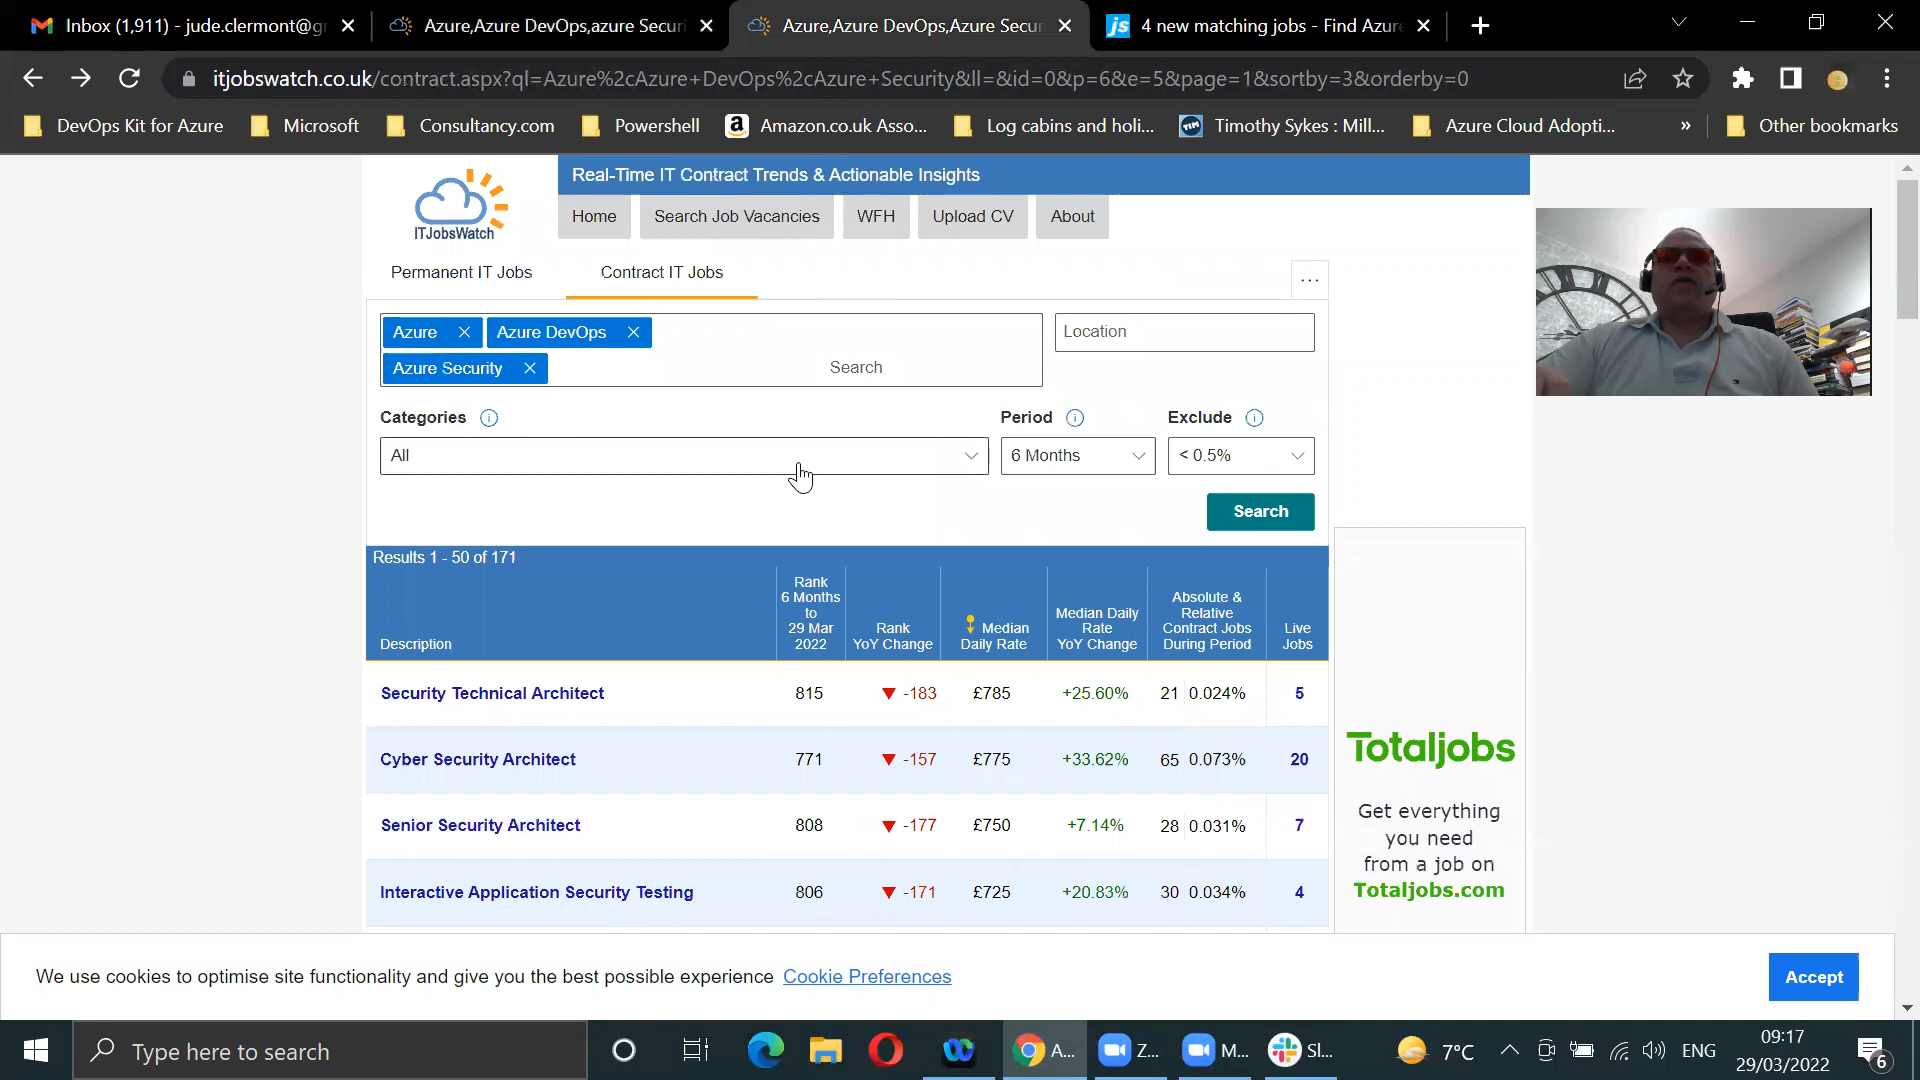 Inbox (1,911) - jude.clermont@g
Azure,Azure DevOps,azure Securi
Azure,Azure DevOps,Azure Secu
js 4 new matching jobs - Find Azure
itjobswatch.co.uk/contract.aspx?ql=Azure%2cAzure+DevOps%2cAzure+Security&ll=&id=0&p=6&e=5&page=1&sortby=3&orderby=0
DevOps Kit for Azure Microsoft Consultancy.com Powershell a Amazon.co.uk Asso... Log cabins and holi... TIM Timothy Sykes : Mill... Azure Cloud Adopti... » Other bookmarks
Real-Time IT Contract Trends & Actionable Insights
ITJobsWatch
Home Search Job Vacancies WFH Upload CV About
Permanent IT Jobs Contract IT Jobs ...
Azure Azure DevOps
Location
Azure Security Search
Categories Period Exclude
All 6 Months < 0.5%
Search
Results 1 - 50 of 171
Description
Rank
6 Months
to
29 Mar
2022
Rank
YoY Change
Median
Daily Rate
Median Daily
Rate
YoY Change
Absolute &
Relative
Contract Jobs
During Period
Live
Jobs
Security Technical Architect 815 ▼ -183 £785 +25.60% 21 0.024% 5
Cyber Security Architect 771 ▼ -157 £775 +33.62% 65 0.073% 20
Senior Security Architect 808 ▼ -177 £750 +7.14% 28 0.031% 7
Interactive Application Security Testing 806 ▼ -171 £725 +20.83% 30 0.034% 4
Totaljobs
Get everything
you need
from a job on
Totaljobs.com
We use cookies to optimise site functionality and give you the best possible experience Cookie Preferences
Accept
Type here to search
A...
Z...
M...
Sl...
7°C
ENG
09:17
29/03/2022
6